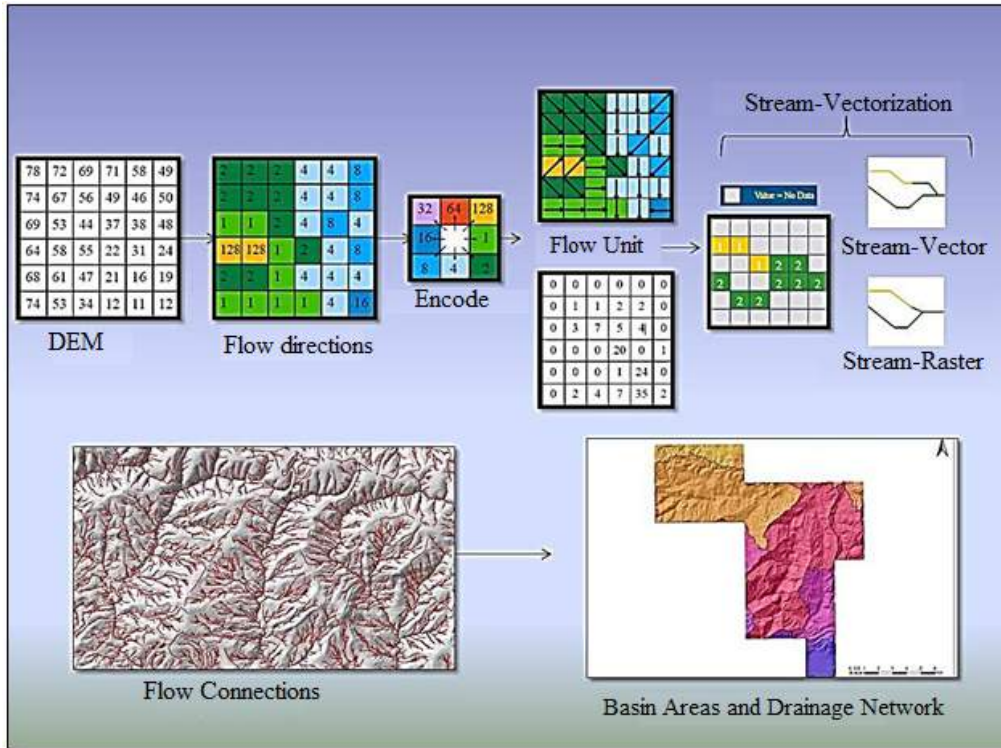 Stream-Vectorization
78 72 69 71 58 49
74 67 56 49 46 50
69 53 44 37 38 48
64 58 55 22 31 24
68 61 47 21 16 19
74 53 34 12 11 12
DEM
2 2 2 4 4 8
2 2 2 4 4 8
1 1 2 4 8 4
128 128 1 2 4 8
2 2 1 4 4 4
1 1 1 1 4 16
Flow directions
32 64 128
16 1
8 4 2
Encode
Flow Unit
0 0 0 0 0 0
0 1 1 2 2 0
0 3 7 5 4 0
0 0 0 20 0 1
0 0 0 1 24 0
0 2 4 7 35 2
Value = No Data
1 1
1 2 2
2 2 2 2
2 2
Stream-Vector
Stream-Raster
Flow Connections
Basin Areas and Drainage Network